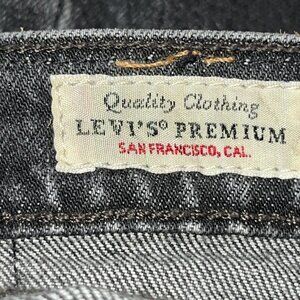 Quality Clothing
LEVI'S® PREMIUM
SAN FRANCISCO, CAL.